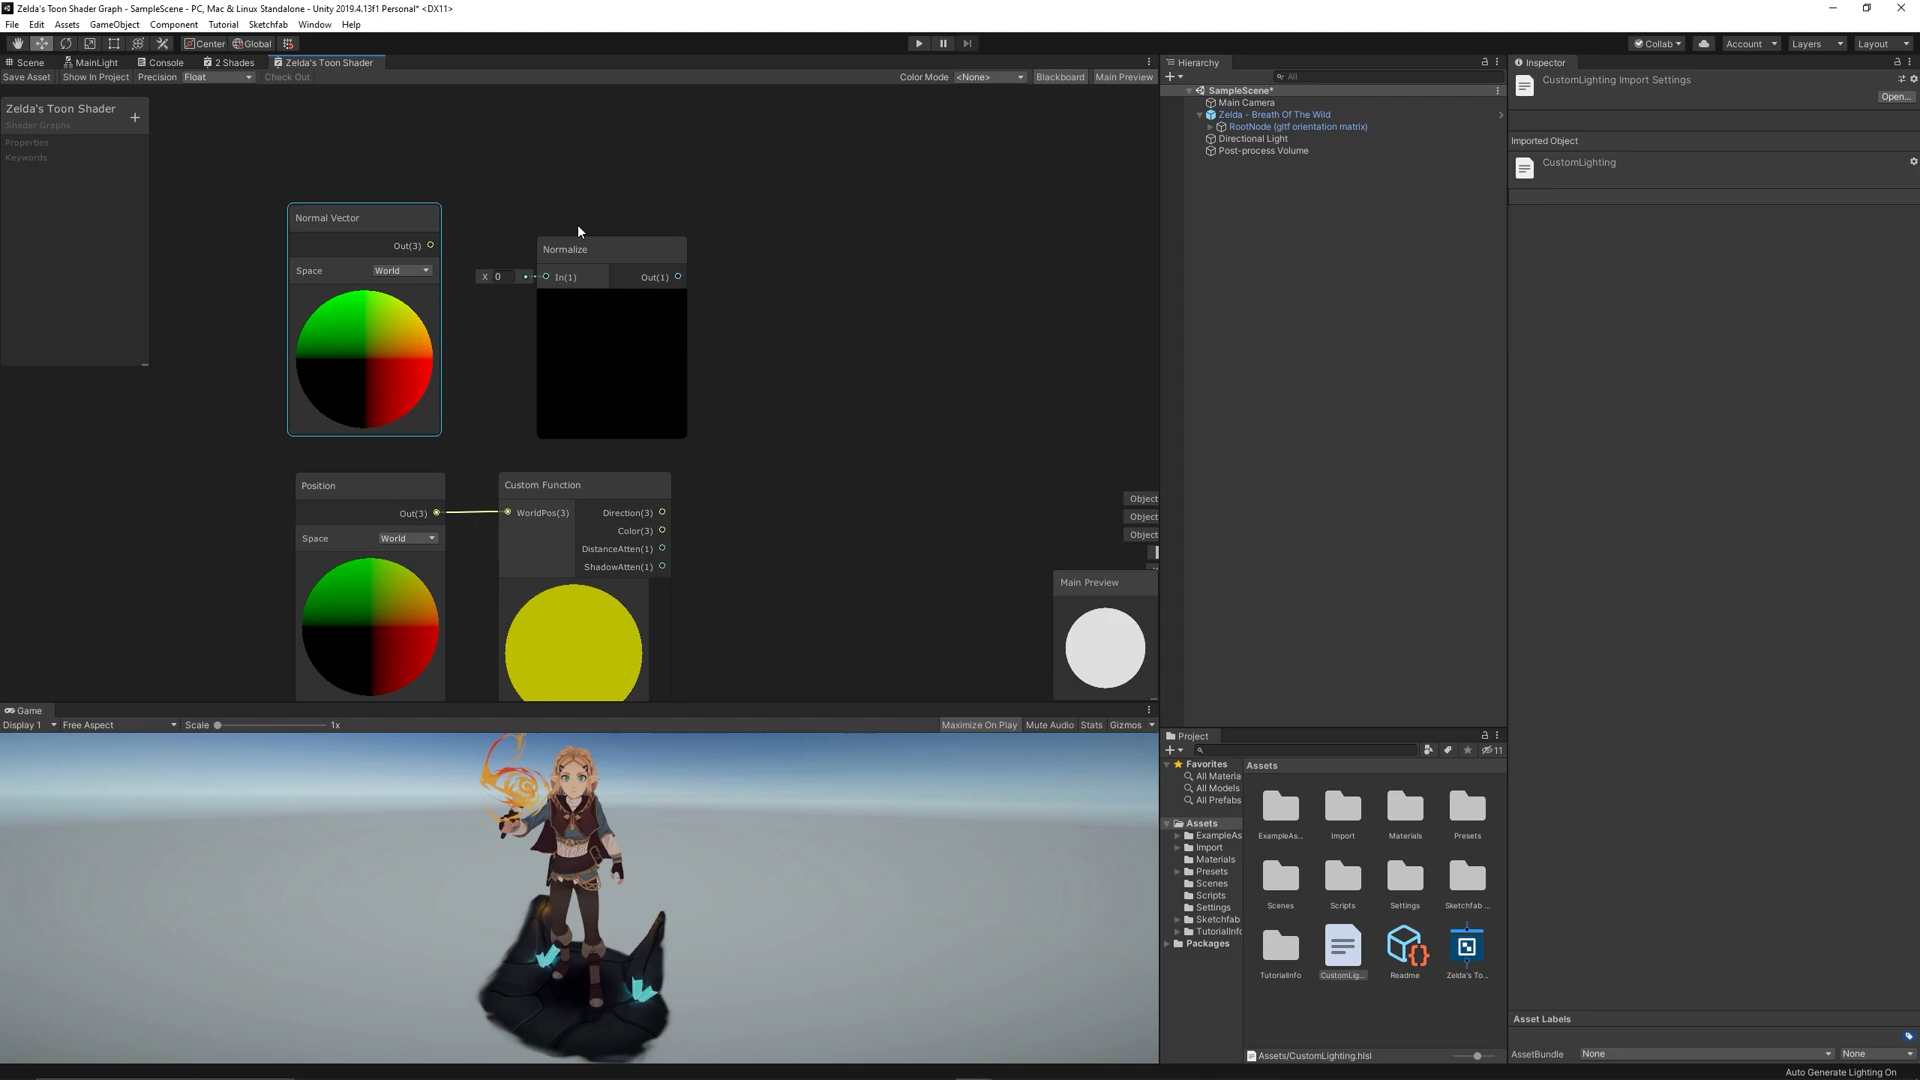 Zelda's Toon Shader Graph - SampleScene - PC, Mac & Linux Standalone - Unity 2019.4.13f1 Personal* <DX11>
File Edit Assets GameObject Component Tutorial Sketchfab Window Help
Center Global Collab Account Layers Layout
Scene MainLight Console 2 Shades Zelda's Toon Shader
Save Asset Show In Project Precision Float Check Out Color Mode <None> Blackboard Main Preview
Zelda's Toon Shader
Shader Graphs
Properties
Keywords
Normal Vector
Out(3)
Space World
Normalize
X 0 In(1) Out(1)
Position
Out(3)
Space World
Custom Function
WorldPos(3) Direction(3)
Color(3)
DistanceAtten(1)
ShadowAtten(1)
Object
Object
Object
Main Preview
Game
Display 1 Free Aspect Scale 1x Maximize On Play Mute Audio Stats Gizmos
Hierarchy
All
SampleScene*
Main Camera
Zelda - Breath Of The Wild
RootNode (gltf orientation matrix)
Directional Light
Post-process Volume
Inspector
CustomLighting Import Settings
Open...
Imported Object
CustomLighting
Project
11
Favorites
All Materia
All Models
All Prefabs
Assets
ExampleAs
Import
Materials
Presets
Scenes
Scripts
Settings
Sketchfab
TutorialInfo
Packages
Assets
ExampleAs... Import Materials Presets
Scenes Scripts Settings Sketchfab ...
TutorialInfo CustomLig... Readme Zelda's To...
Assets/CustomLighting.hlsl
Asset Labels
AssetBundle None None
Auto Generate Lighting On